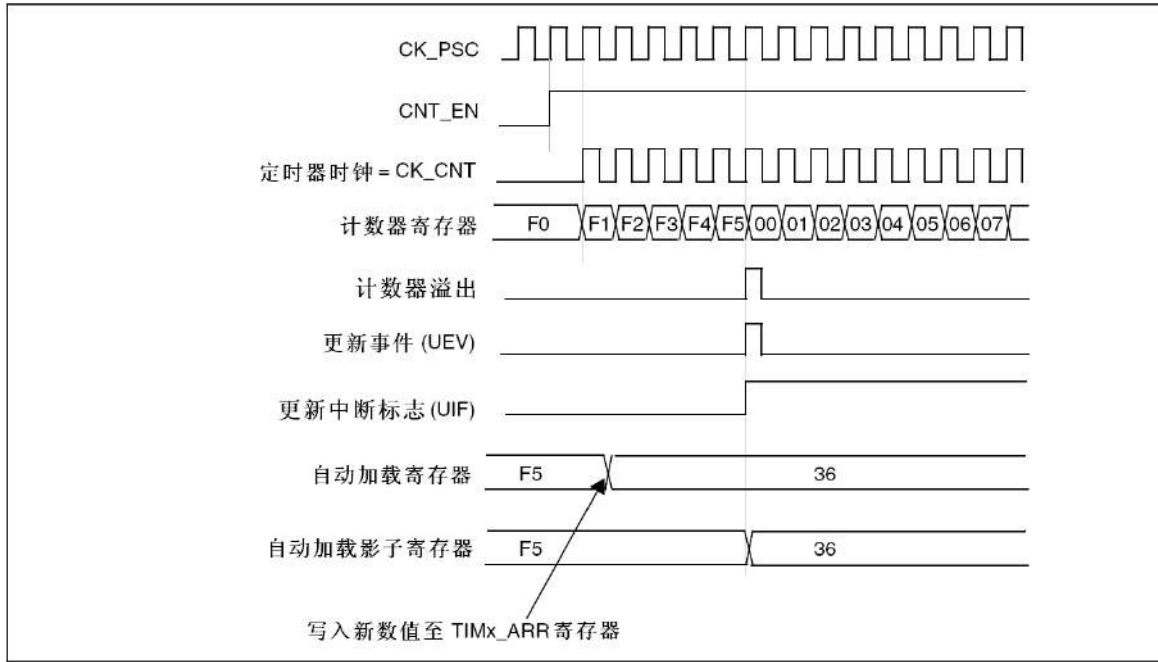 CK_PSC
CNT_EN
定时器时钟 = CK_CNT
计数器寄存器 F0 F1 F2 F3 F4 F5 00 01 02 03 04 05 06 07
计数器溢出
更新事件 (UEV)
更新中断标志 (UIF)
自动加载寄存器 F5 36
自动加载影子寄存器 F5 36
写入新数值至 TIMx_ARR 寄存器